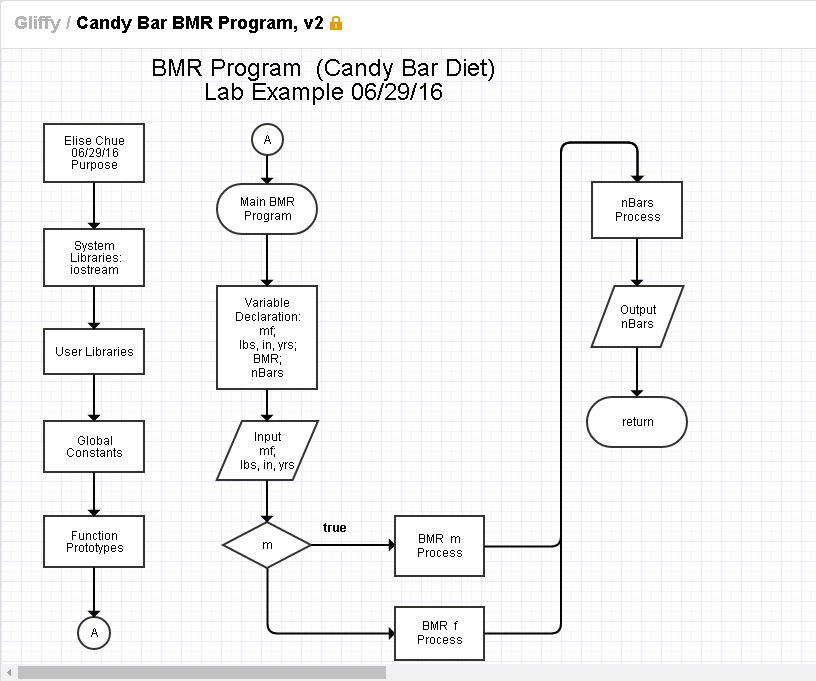 Gliffy / Candy Bar BMR Program, v2
BMR Program (Candy Bar Diet)
Lab Example 06/29/16
Elise Chue
06/29/16
Purpose
System
Libraries:
iostream
User Libraries
Global
Constants
Function
Prototypes
A
A
Main BMR
Program
Variable
Declaration:
mf;
lbs, in, yrs;
BMR;
nBars
Input
mf;
lbs, in, yrs
m
true
BMR m
Process
BMR f
Process
nBars
Process
Output
nBars
return